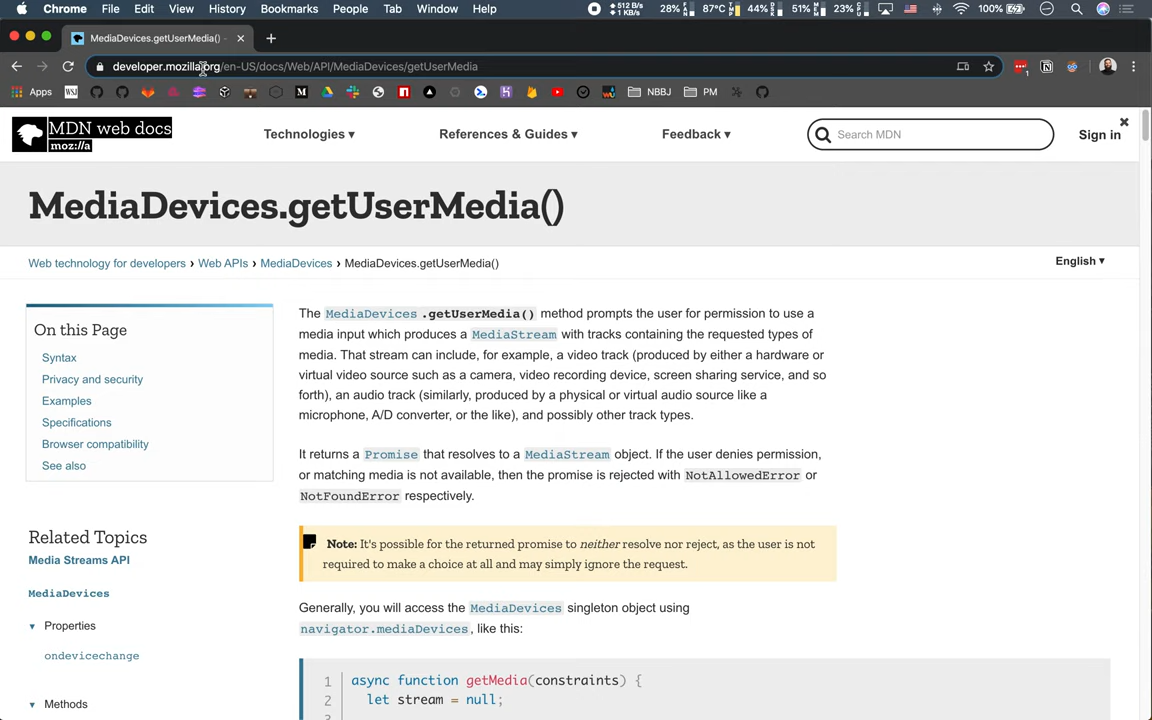 Chrome File Edit View History Bookmarks People Tab Window Help 512 B/s 1 KB/s 28% 87°C 44% 51% 23% 100%
MediaDevices.getUserMedia() -
developer.mozilla.org/en-US/docs/Web/API/MediaDevices/getUserMedia
Apps WSJ NBBJ PM
MDN web docs
moz://a
Technologies ▾ References & Guides ▾ Feedback ▾ Search MDN Sign in
MediaDevices.getUserMedia()
Web technology for developers › Web APIs › MediaDevices › MediaDevices.getUserMedia() English ▾
On this Page
Syntax
Privacy and security
Examples
Specifications
Browser compatibility
See also
Related Topics
Media Streams API
MediaDevices
▾ Properties
ondevicechange
▾ Methods
The MediaDevices .getUserMedia() method prompts the user for permission to use a
media input which produces a MediaStream with tracks containing the requested types of
media. That stream can include, for example, a video track (produced by either a hardware or
virtual video source such as a camera, video recording device, screen sharing service, and so
forth), an audio track (similarly, produced by a physical or virtual audio source like a
microphone, A/D converter, or the like), and possibly other track types.
It returns a Promise that resolves to a MediaStream object. If the user denies permission,
or matching media is not available, then the promise is rejected with NotAllowedError or
NotFoundError respectively.
Note: It's possible for the returned promise to neither resolve nor reject, as the user is not
required to make a choice at all and may simply ignore the request.
Generally, you will access the MediaDevices singleton object using
navigator.mediaDevices, like this:
1 async function getMedia(constraints) {
2 let stream = null;